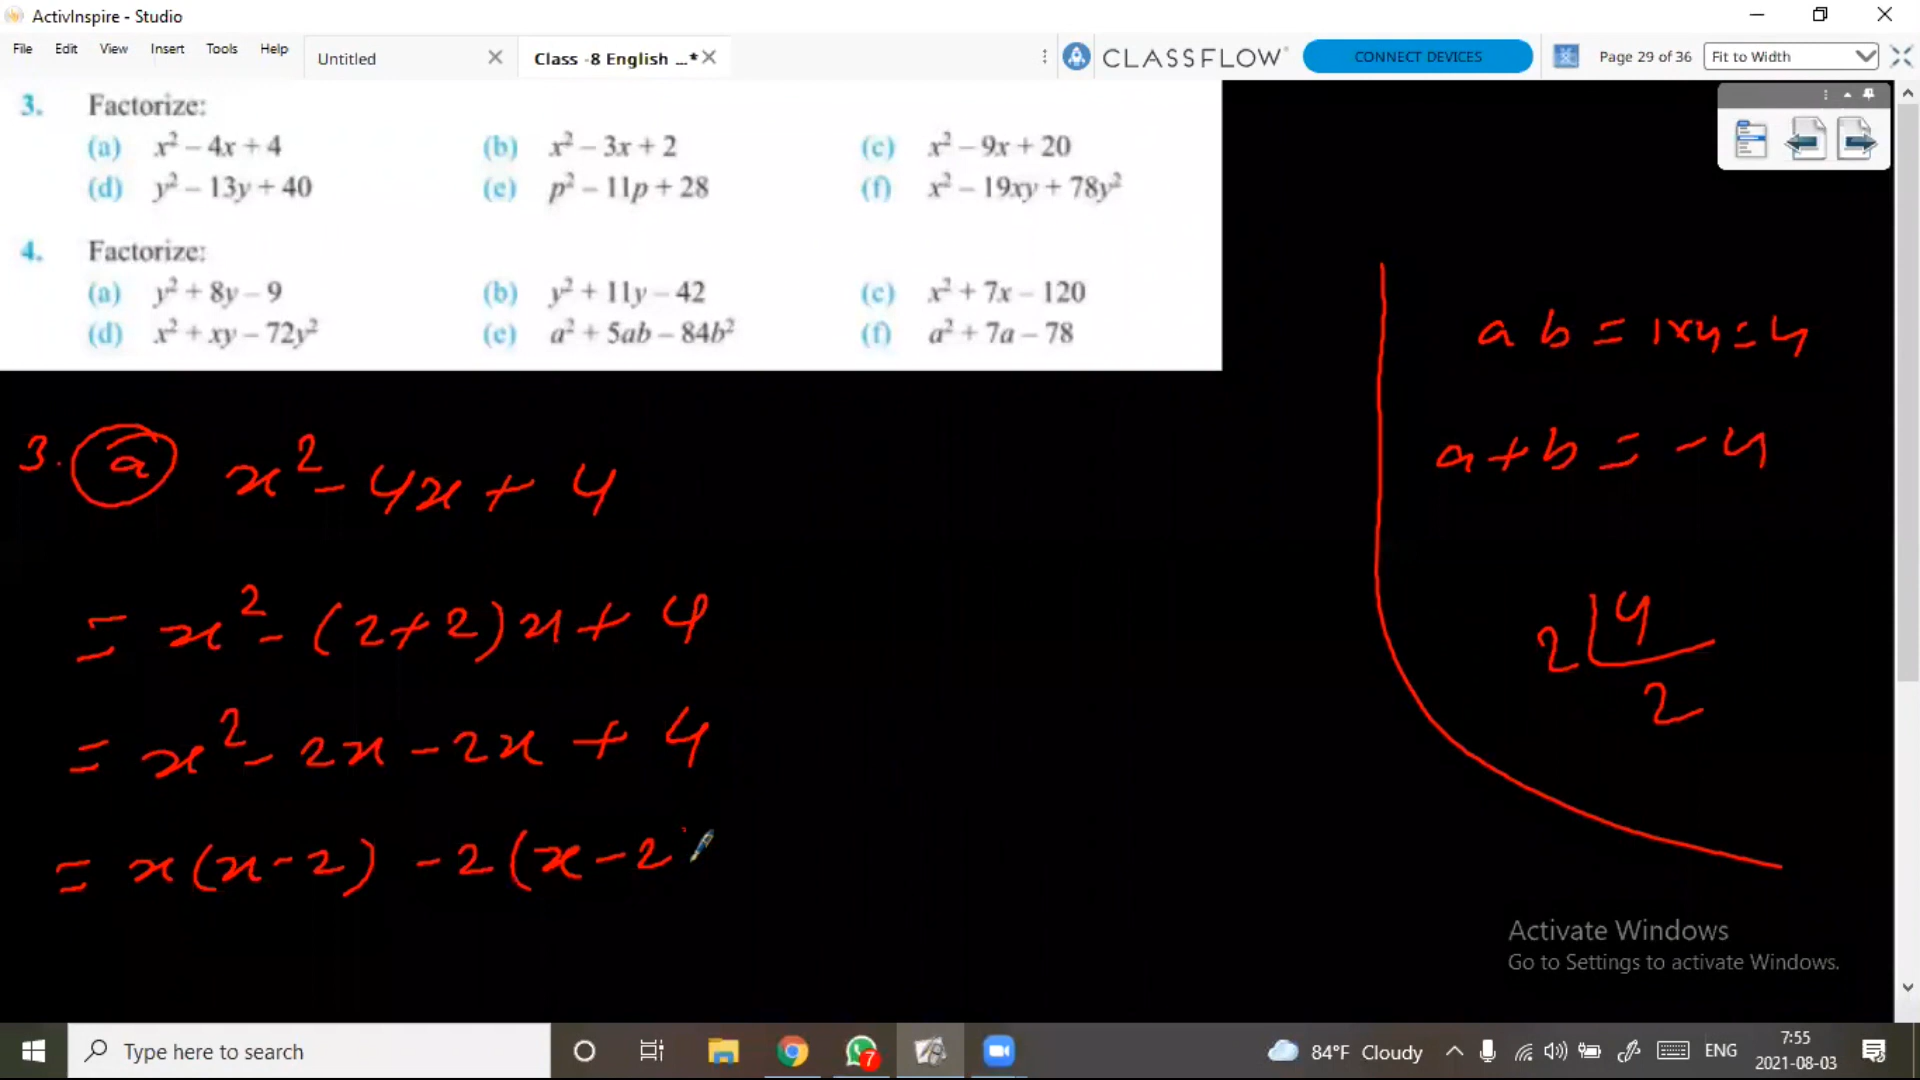 ActivInspire - Studio
File Edit View Insert Tools Help
Untitled
Class -8 English ...*
CLASSFLOW
CONNECT DEVICES
Page 29 of 36
Fit to Width
3. Factorize:
(a) x² – 4x + 4 (b) x² – 3x + 2 (c) x² – 9x + 20
(d) y² – 13y + 40 (e) p² – 11p + 28 (f) x² – 19xy + 78y²
4. Factorize:
(a) y² + 8y – 9 (b) y² + 11y – 42 (c) x² + 7x – 120
(d) x² + xy – 72y² (e) a² + 5ab – 84b² (f) a² + 7a – 78
3. (a) x² - 4x + 4
= x² - (2+2)x + 4
= x² - 2x - 2x + 4
= x(x-2) -2(x-2)
ab = 1×4 = 4
a+b = -4
2 4
2
Activate Windows
Go to Settings to activate Windows.
Type here to search
7
84°F Cloudy
ENG
7:55
2021-08-03